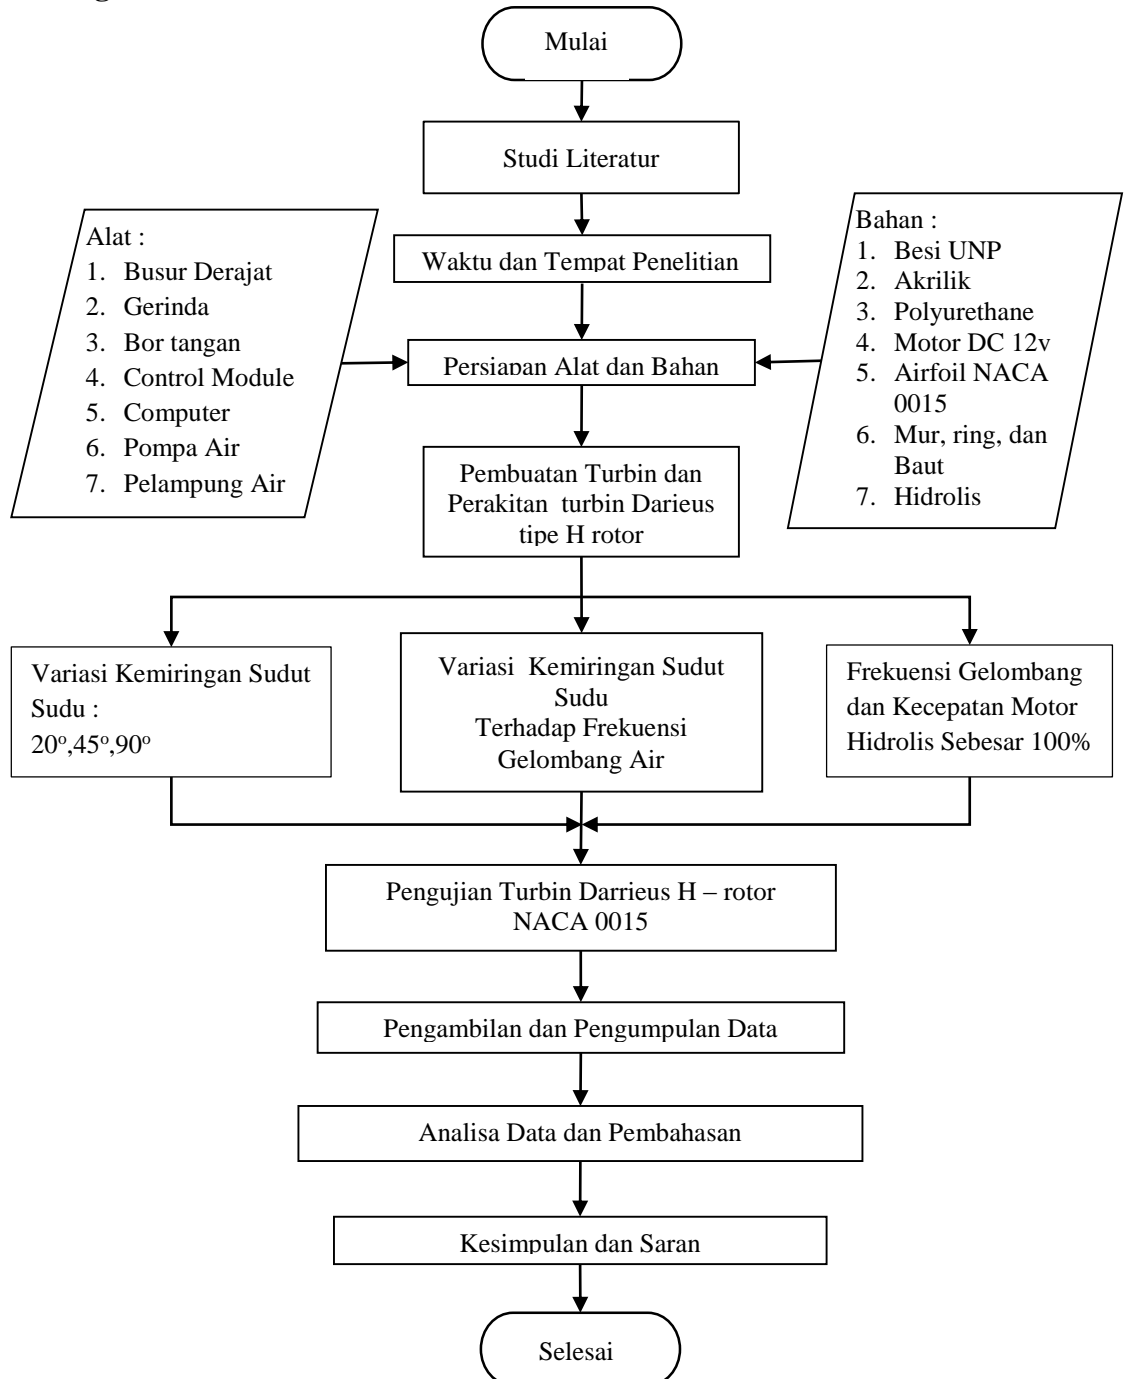 Mulai
Studi Literatur
Waktu dan Tempat Penelitian
Alat :
1. Busur Derajat
2. Gerinda
3. Bor tangan
4. Control Module
5. Computer
6. Pompa Air
7. Pelampung Air
Persiapan Alat dan Bahan
Bahan :
1. Besi UNP
2. Akrilik
3. Polyurethane
4. Motor DC 12v
5. Airfoil NACA
0015
6. Mur, ring, dan
Baut
7. Hidrolis
Pembuatan Turbin dan
Perakitan turbin Darieus
tipe H rotor
Variasi Kemiringan Sudut
Sudu :
20º,45º,90º
Variasi Kemiringan Sudut
Sudu
Terhadap Frekuensi
Gelombang Air
Frekuensi Gelombang
dan Kecepatan Motor
Hidrolis Sebesar 100%
Pengujian Turbin Darrieus H – rotor
NACA 0015
Pengambilan dan Pengumpulan Data
Analisa Data dan Pembahasan
Kesimpulan dan Saran
Selesai